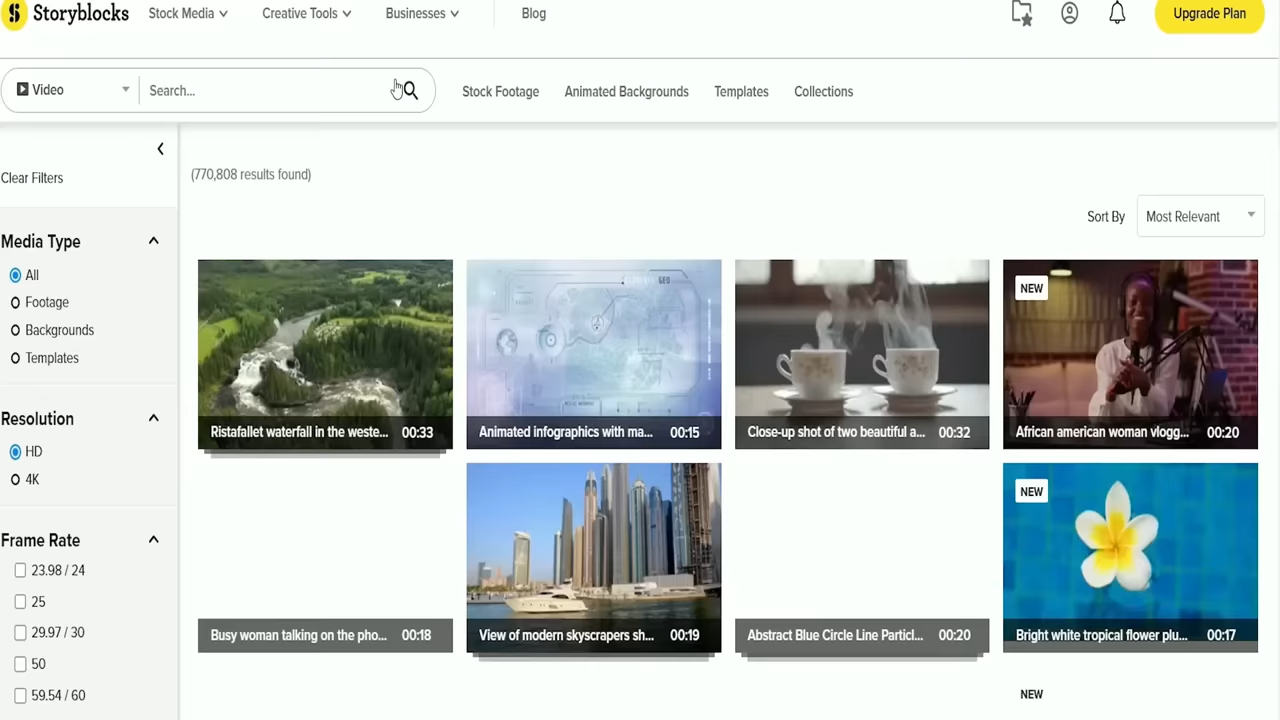 Storyblocks
Stock Media
Creative Tools
Businesses
Blog
Upgrade Plan
Video
Search...
Stock Footage
Animated Backgrounds
Templates
Collections
Clear Filters
(770,808 results found)
Sort By
Most Relevant
Media Type
All
Footage
Backgrounds
Templates
Resolution
HD
4K
Frame Rate
23.98 / 24
25
29.97 / 30
50
59.54 / 60
Ristafallet waterfall in the weste... 00:33
GEO
Animated infographics with ma... 00:15
Close-up shot of two beautiful a... 00:32
NEW
African american woman vlogg... 00:20
Busy woman talking on the pho... 00:18
View of modern skyscrapers sh... 00:19
Abstract Blue Circle Line Particl... 00:20
NEW
Bright white tropical flower plu... 00:17
NEW